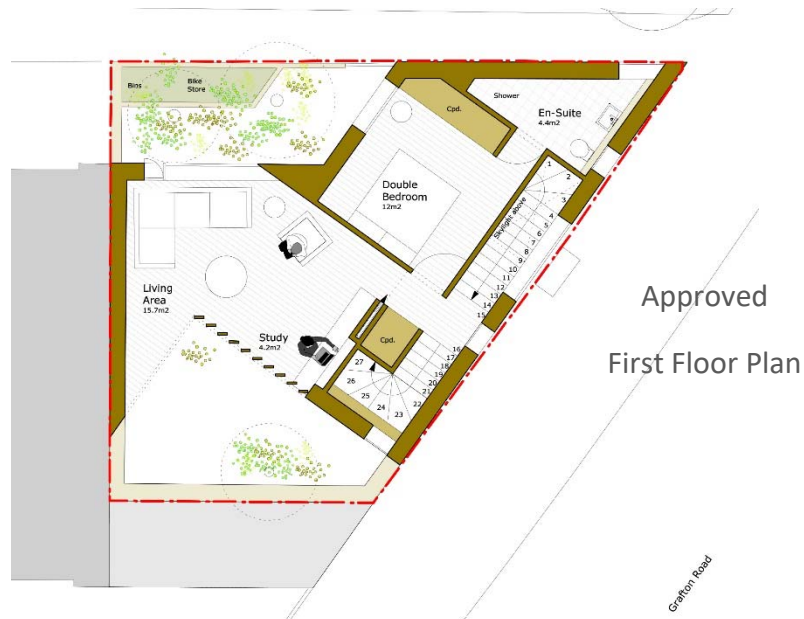 Bins
Bike
Store
Cpd.
Shower
En-Suite
4.4m2
Double
Bedroom
12m2
Skylight above
1
2
3
4
5
6
7
8
9
10
11
12
13
14
15
Living
Area
15.7m2
Study
4.2m2
Cpd.
16
17
18
19
20
21
22
23
24
25
26
27
Approved
First Floor Plan
Grafton Road